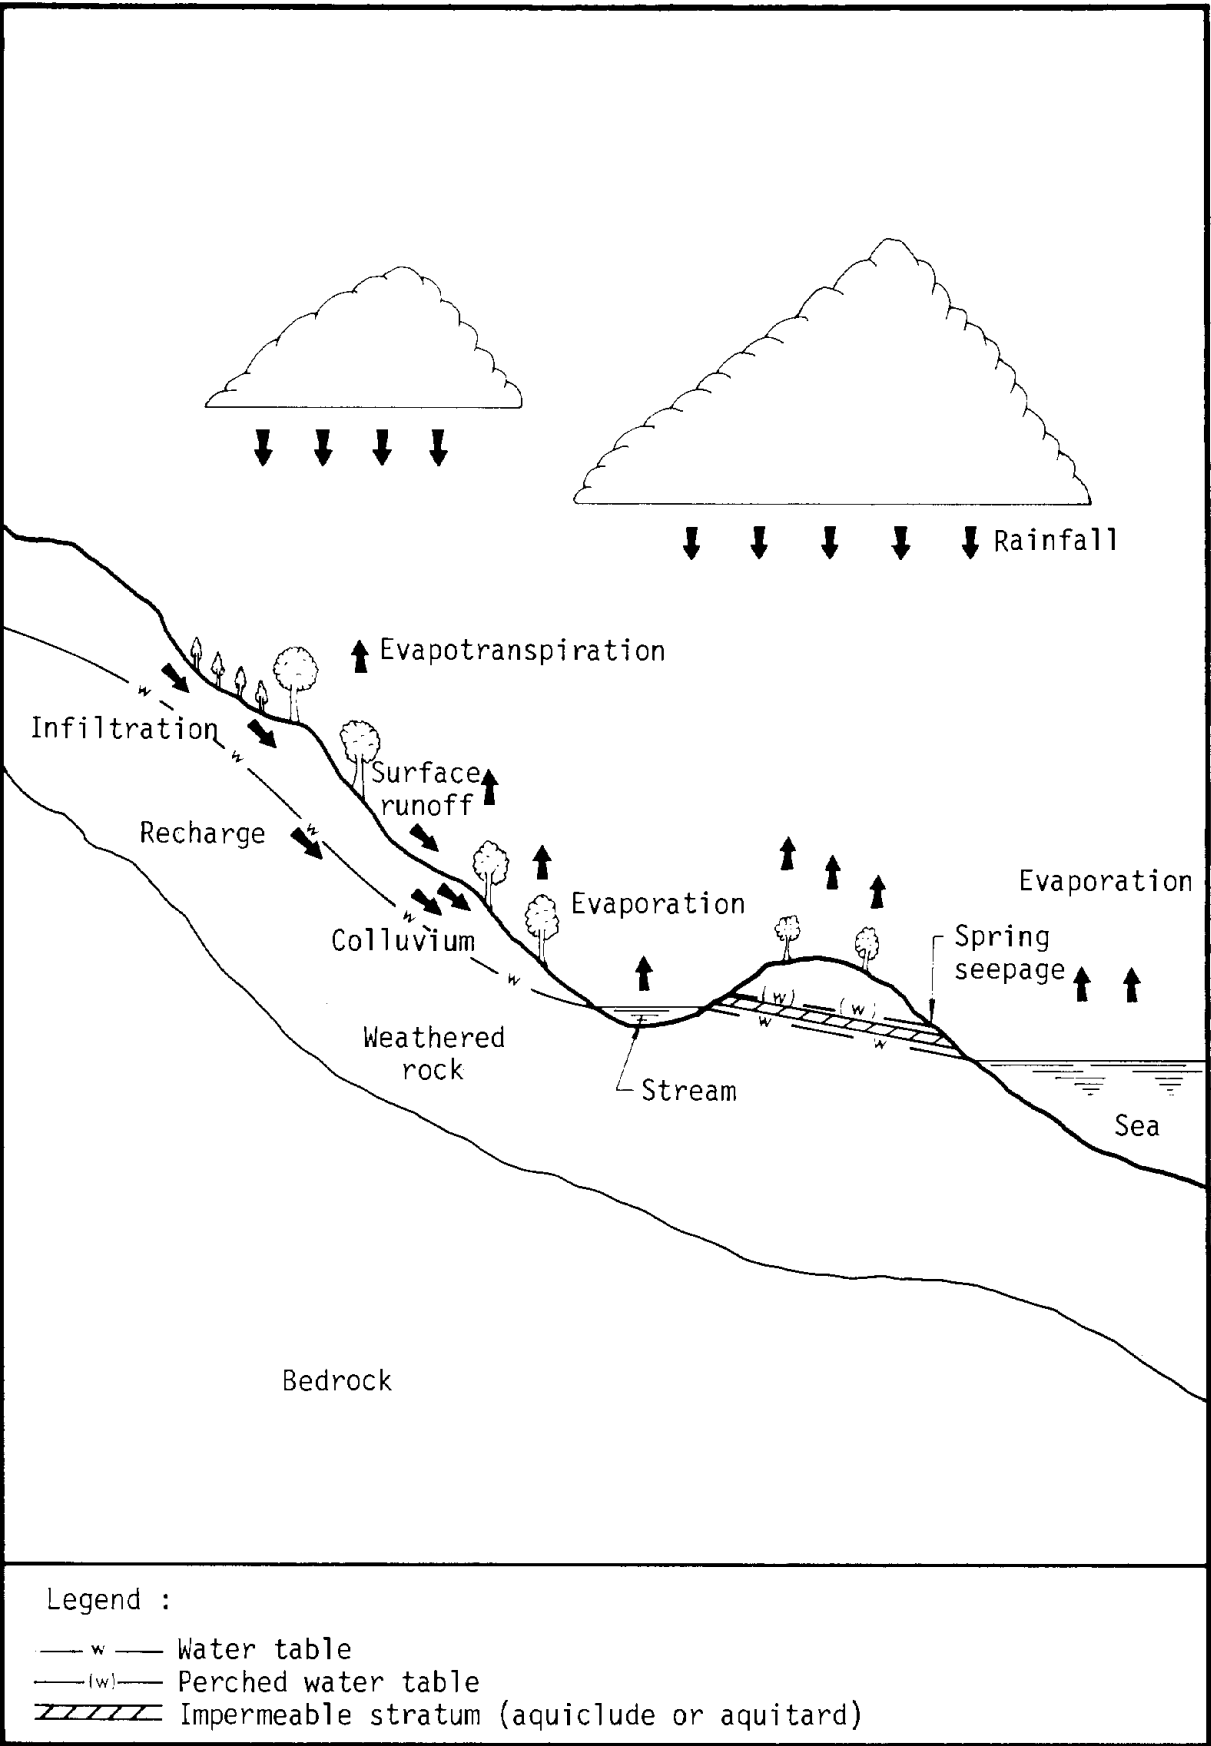 Rainfall
Evapotranspiration
w
Infiltration
w
Surface
runoff
Recharge
w
Evaporation
Evaporation
w
Colluvium
Spring
seepage
w
(w)
(w)
w
w
Weathered
rock
Stream
Sea
Bedrock
Legend :
w Water table
(w) Perched water table
Impermeable stratum (aquiclude or aquitard)